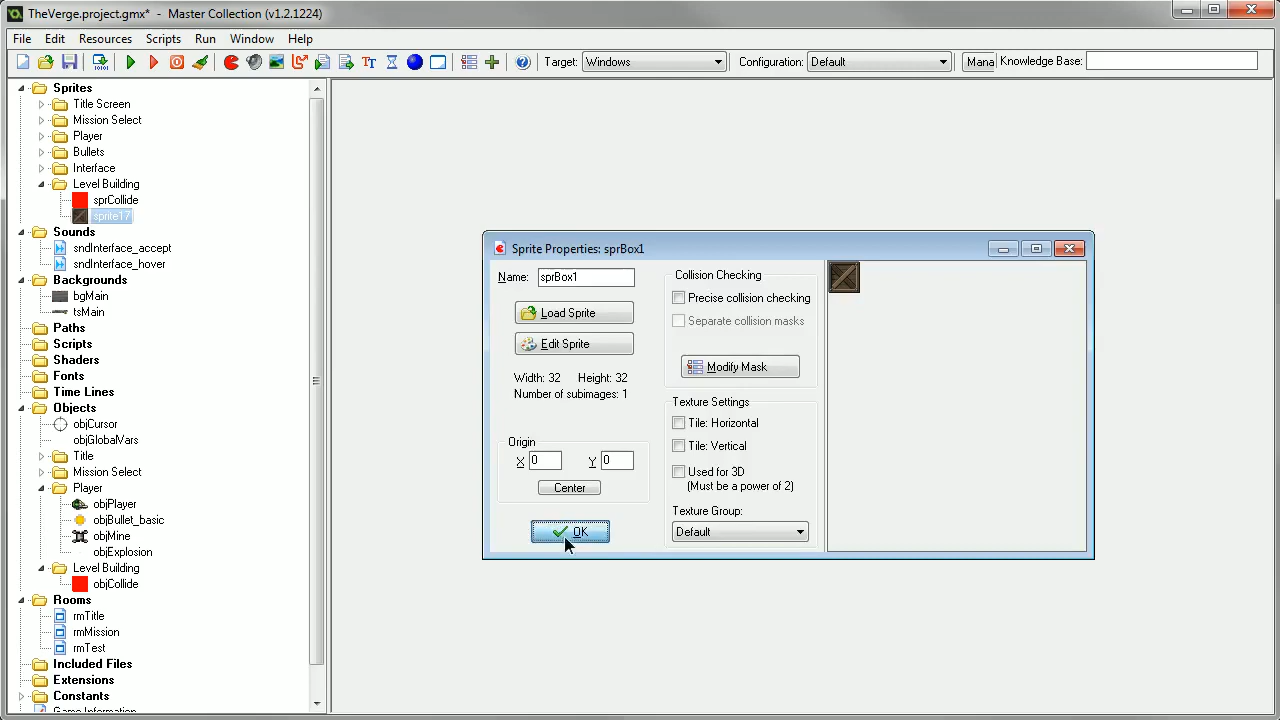 TheVerge.project.gmx* - Master Collection (v1.2.1224)
File Edit Resources Scripts Run Window Help
Target: Windows Configuration: Default Mana Knowledge Base:
Sprites
Title Screen
Mission Select
Player
Bullets
Interface
Level Building
sprCollide
sprite17
Sounds
sndInterface_accept
sndInterface_hover
Backgrounds
bgMain
tsMain
Paths
Scripts
Shaders
Fonts
Time Lines
Objects
objCursor
objGlobalVars
Title
Mission Select
Player
objPlayer
objBullet_basic
objMine
objExplosion
Level Building
objCollide
Rooms
rmTitle
rmMission
rmTest
Included Files
Extensions
Constants
Game Information
Sprite Properties: sprBox1
Name: sprBox1
Load Sprite
Edit Sprite
Width: 32 Height: 32
Number of subimages: 1
Origin
X 0 Y 0
Center
OK
Collision Checking
Precise collision checking
Separate collision masks
Modify Mask
Texture Settings
Tile: Horizontal
Tile: Vertical
Used for 3D
(Must be a power of 2)
Texture Group:
Default